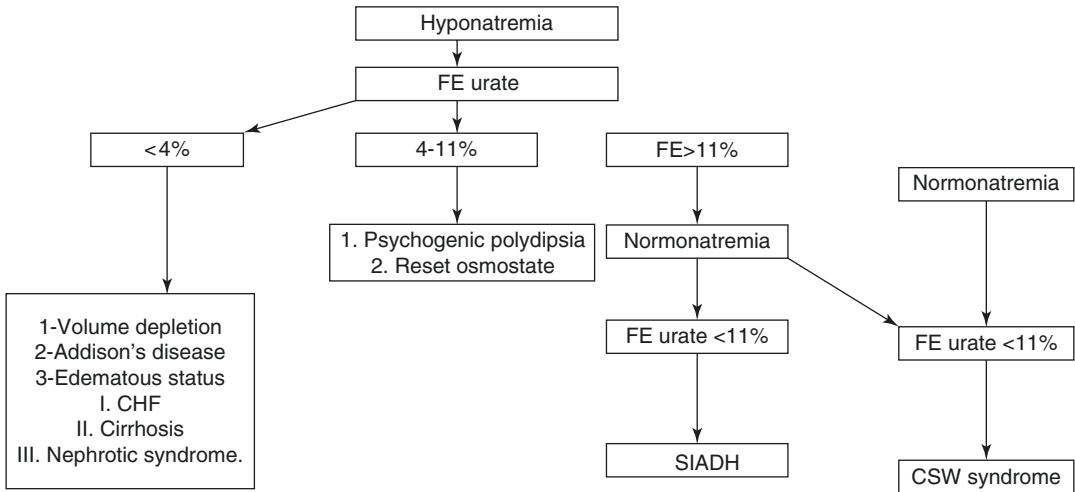 Hyponatremia
FE urate
<4%
4-11%
FE>11%
Normonatremia
1. Psychogenic polydipsia
2. Reset osmostate
Normonatremia
1-Volume depletion
2-Addison's disease
3-Edematous status
I. CHF
II. Cirrhosis
III. Nephrotic syndrome.
FE urate <11%
FE urate <11%
SIADH
CSW syndrome